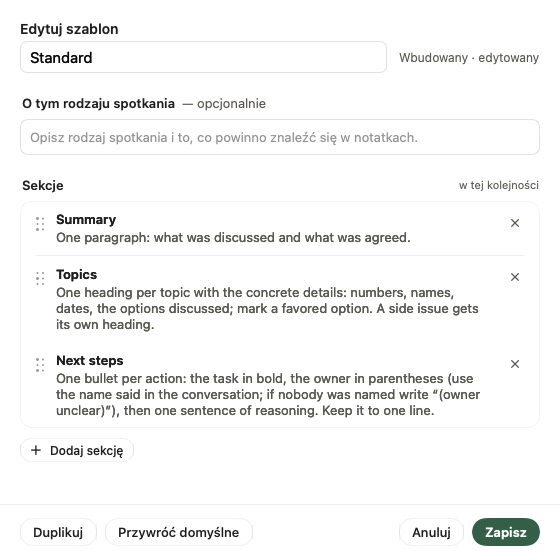 Edytuj szablon
Standard
Wbudowany · edytowany
O tym rodzaju spotkania — opcjonalnie
Opisz rodzaj spotkania i to, co powinno znaleźć się w notatkach.
Sekcje
w tej kolejności
Summary
One paragraph: what was discussed and what was agreed.
Topics
One heading per topic with the concrete details: numbers, names,
dates, the options discussed; mark a favored option. A side issue gets
its own heading.
Next steps
One bullet per action: the task in bold, the owner in parentheses (use
the name said in the conversation; if nobody was named write “(owner
unclear)”), then one sentence of reasoning. Keep it to one line.
+ Dodaj sekcję
Duplikuj
Przywróć domyślne
Anuluj
Zapisz